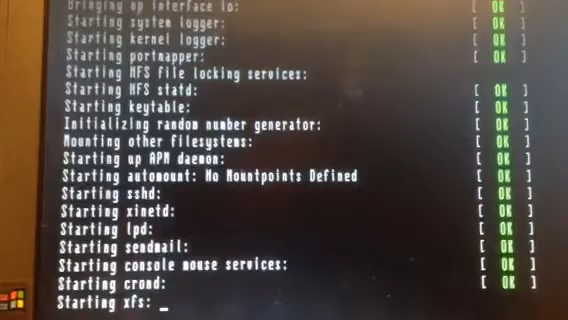 Bringing up interface lo: [ OK ]
Starting system logger: [ OK ]
Starting kernel logger: [ OK ]
Starting portmapper: [ OK ]
Starting NFS file locking services:
Starting NFS statd: [ OK ]
Starting keytable: [ OK ]
Initializing random number generator: [ OK ]
Mounting other filesystems: [ OK ]
Starting up APM daemon: [ OK ]
Starting automount: No Mountpoints Defined [ OK ]
Starting sshd: [ OK ]
Starting xinetd: [ OK ]
Starting lpd: [ OK ]
Starting sendmail: [ OK ]
Starting console mouse services: [ OK ]
Starting crond: [ OK ]
Starting xfs: _